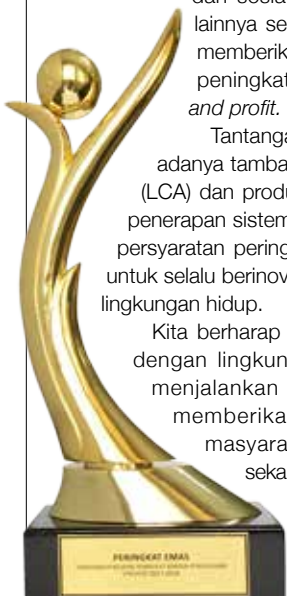 dan sosial
lainnya se
memberik
peningkat
and profit.
Tantanga
adanya tamba
(LCA) dan produ
penerapan sistem
persyaratan pering
untuk selalu berinov
lingkungan hidup.
Kita berharap
dengan lingkun
menjalankan
memberika
masyara
seka
PERINGKAT EMAS